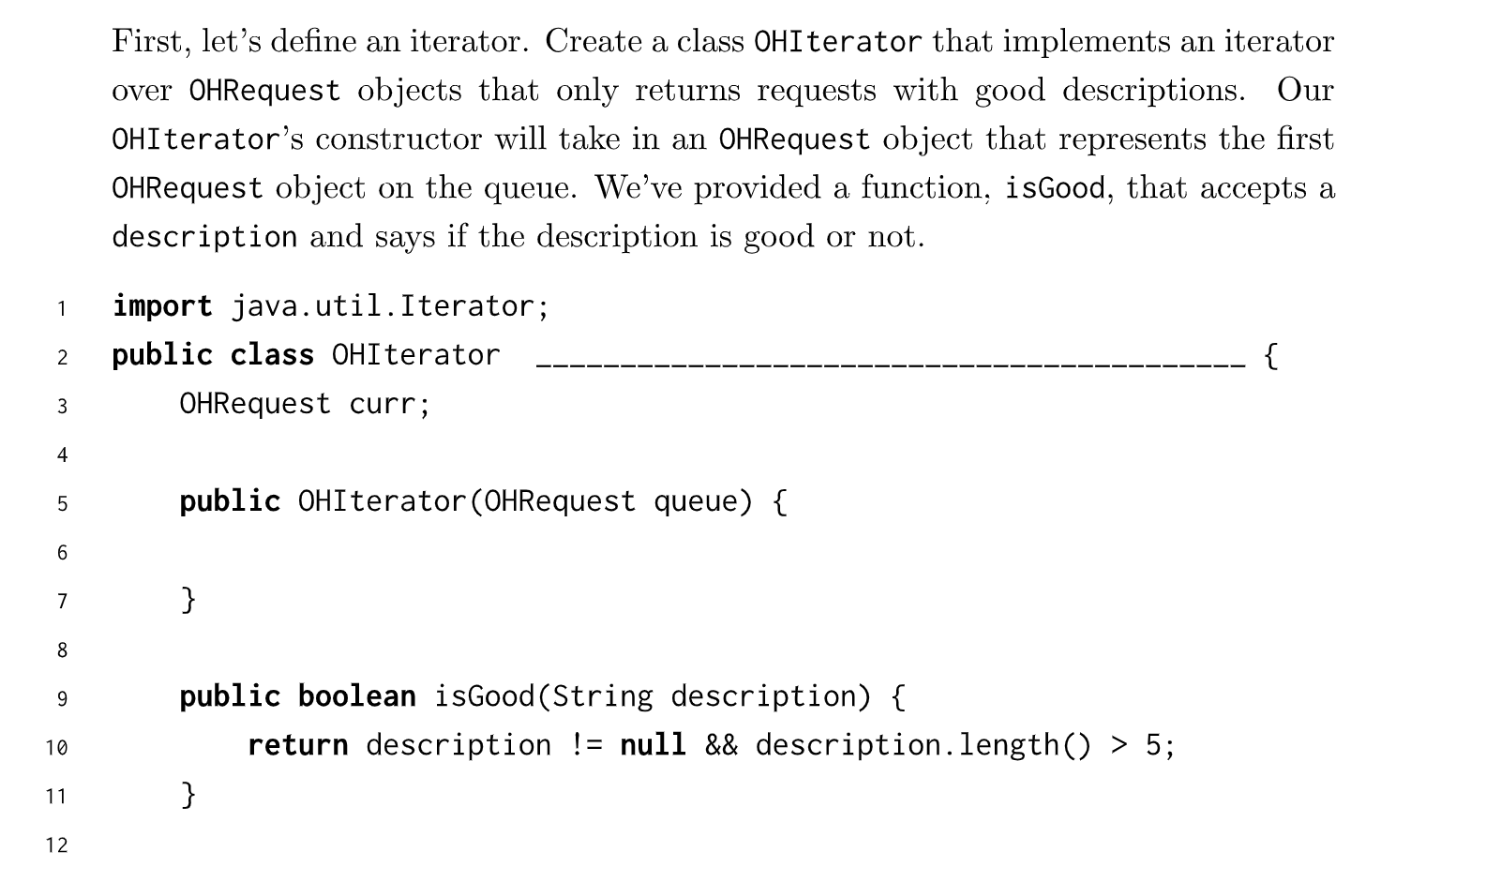 First, let's define an iterator. Create a class OHIterator that implements an iterator
over OHRequest objects that only returns requests with good descriptions. Our
OHIterator's constructor will take in an OHRequest object that represents the first
OHRequest object on the queue. We've provided a function, isGood, that accepts a
description and says if the description is good or not.
1 import java.util.Iterator;
2 public class OHIterator __________________________________________ {
3 OHRequest curr;
4
5 public OHIterator(OHRequest queue) {
6
7 }
8
9 public boolean isGood(String description) {
10 return description != null && description.length() > 5;
11 }
12